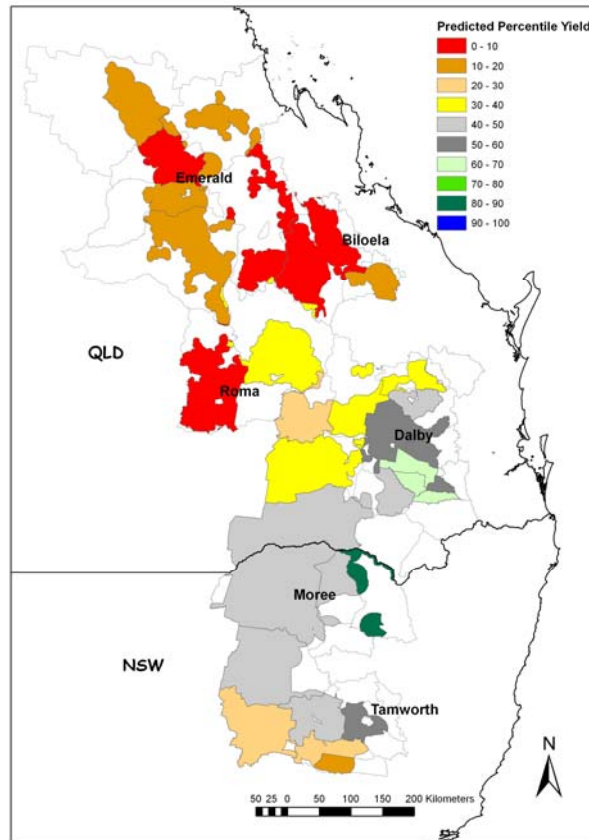 Predicted Percentile Yield
0 - 10
10 - 20
20 - 30
30 - 40
40 - 50
50 - 60
60 - 70
70 - 80
80 - 90
90 - 100
Emerald
Biloela
QLD
Roma
Dalby
Moree
NSW
Tamworth
N
50 25 0 50 100 150 200 Kilometers